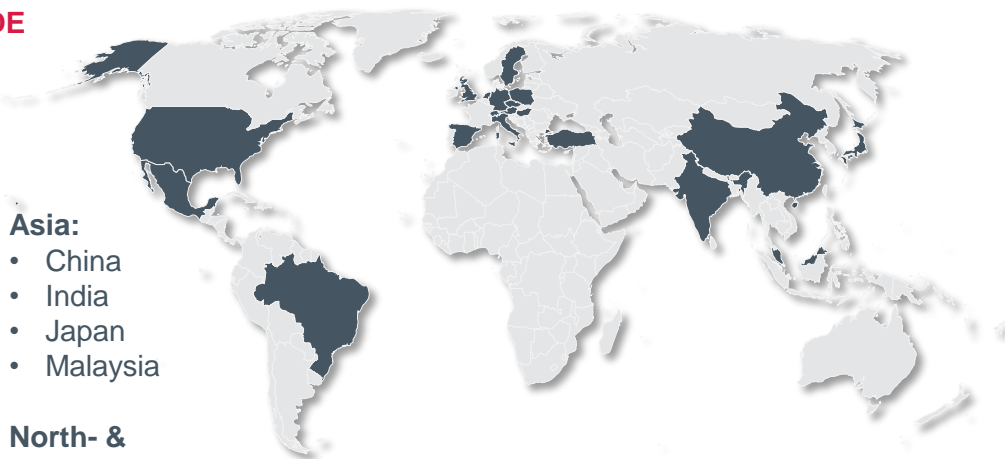 DE
Asia:
• China
• India
• Japan
• Malaysia
North- &